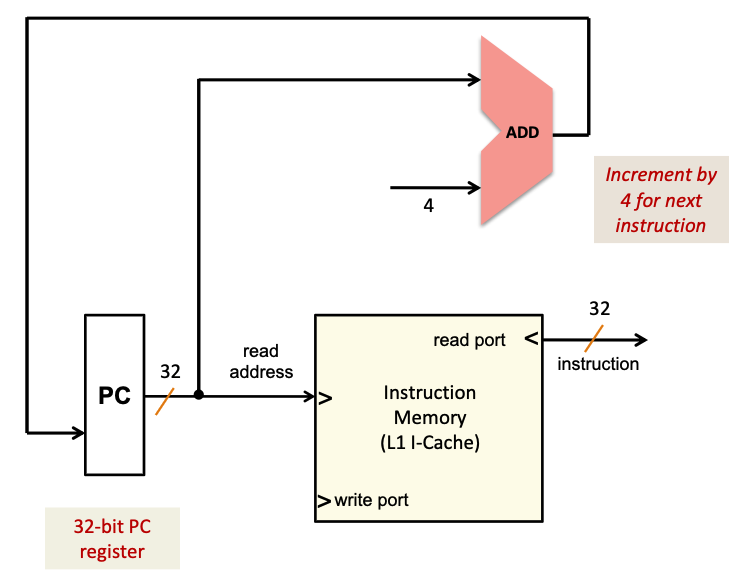 ADD
Increment by
4 for next
instruction
4
32
read port
instruction
read
address
32
PC
Instruction
Memory
(L1 I-Cache)
write port
32-bit PC
register